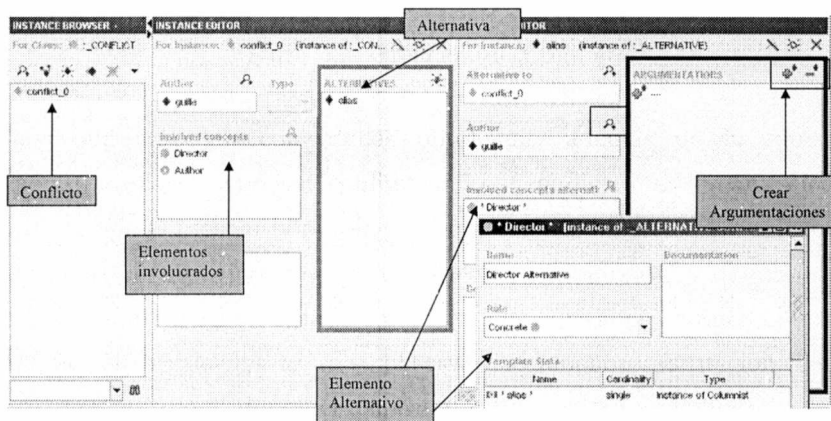 INSTANCE BROWSER
For Class: :_CONFLICT
conflict_0
Conflicto
INSTANCE EDITOR
For Instance: conflict_0 (instance of :_CON...
Author
Type
guille
Involved concepts
Director
Author
Elementos
involucrados
ALTERNATIVES
alias
Alternativa
ITOR
For Instance: alias (instance of :_ALTERNATIVE)
Alternative to
conflict_0
Author
guille
Involved concepts alternati
' Director '
ARGUMENTATIONS
Crear
Argumentaciones
' Director ' (instance of :_ALTERNATI
Name
Documentation
Director Alternative
Role
Concrete
Template Slots
Name Cardinality Type
' alias ' single Instance of Columnist
Elemento
Alternativo